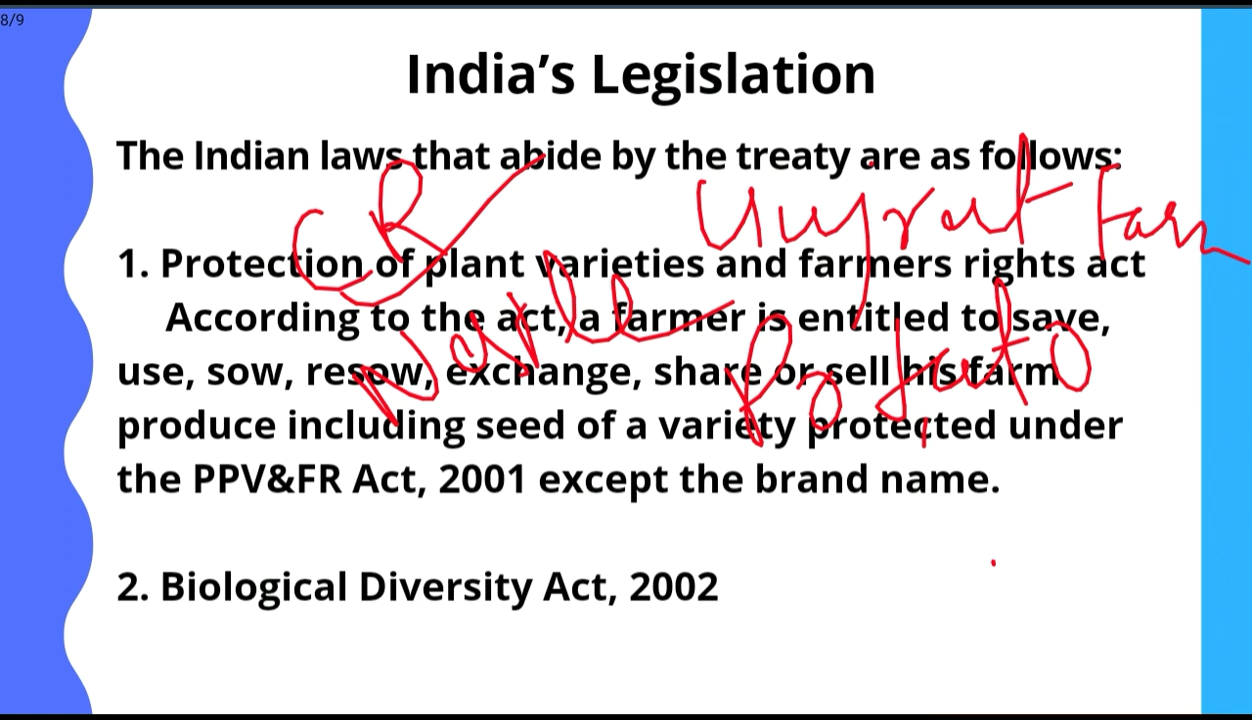 8/9
India’s Legislation
The Indian laws that abide by the treaty are as follows:
Gujrat Farm
1. Protection of plant varieties and farmers rights act
According to the act, a farmer is entitled to save,
use, sow, resow, exchange, share or sell his farm
Potato
produce including seed of a variety protected under
the PPV&FR Act, 2001 except the brand name.
2. Biological Diversity Act, 2002